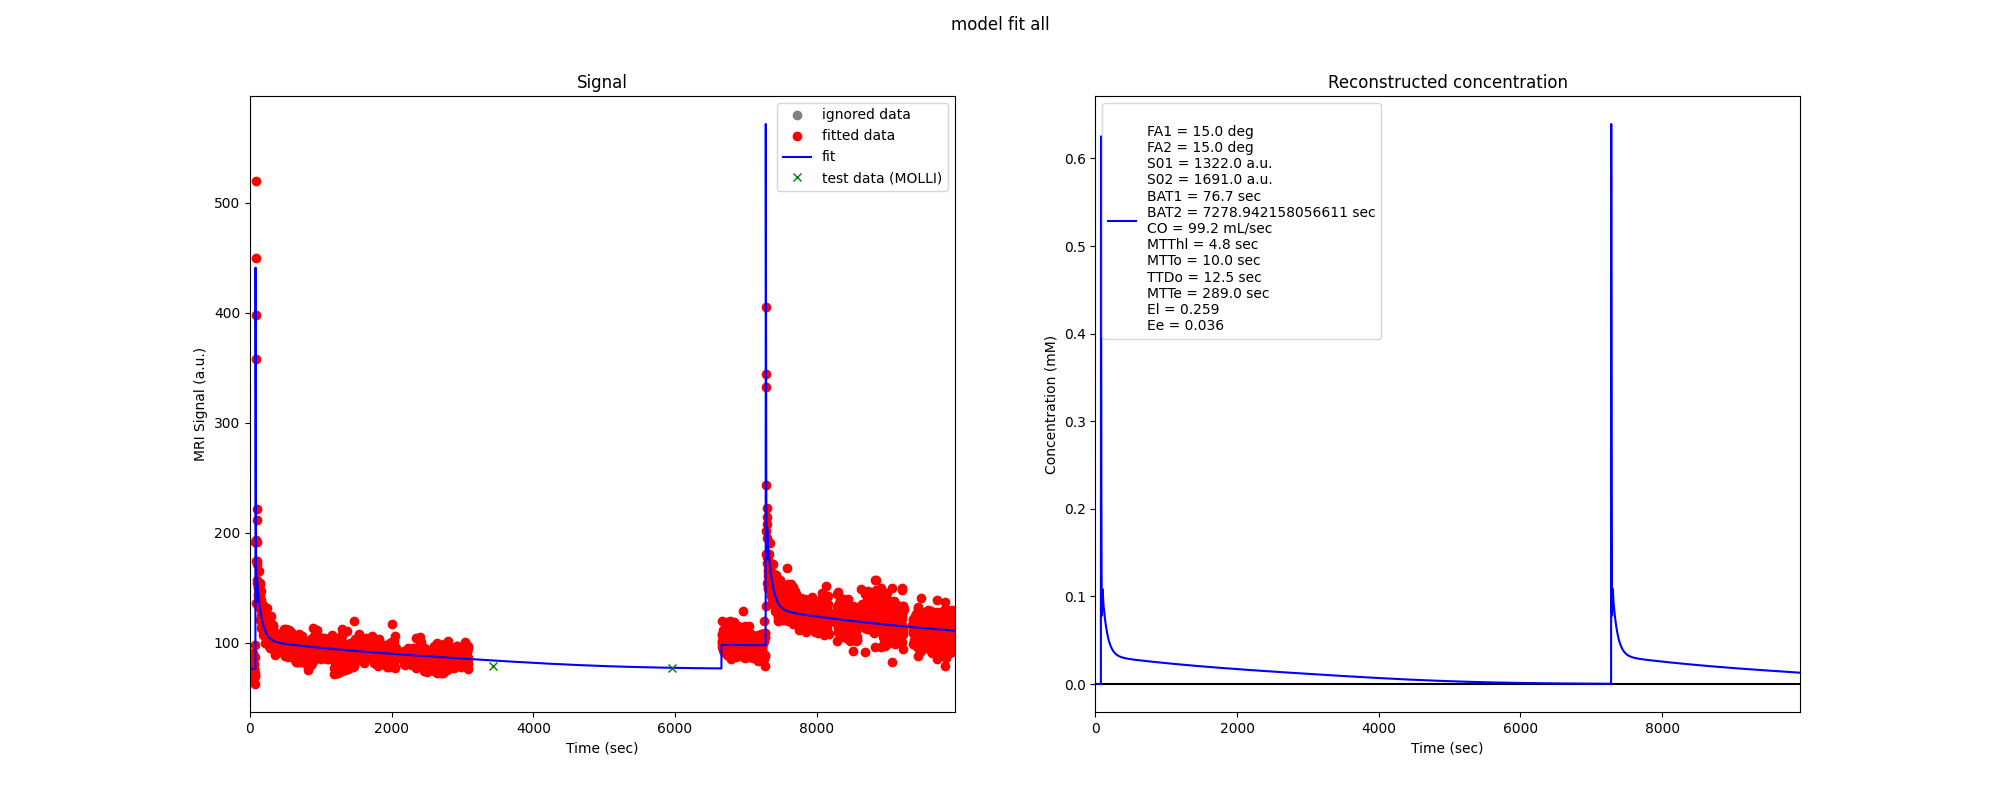 model fit all
Signal
ignored data
fitted data
fit
test data (MOLLI)
500
400
300
200
100
MRI Signal (a.u.)
0 2000 4000 6000 8000
Time (sec)
Reconstructed concentration
FA1 = 15.0 deg
FA2 = 15.0 deg
S01 = 1322.0 a.u.
S02 = 1691.0 a.u.
BAT1 = 76.7 sec
BAT2 = 7278.942158056611 sec
CO = 99.2 mL/sec
MTThl = 4.8 sec
MTTo = 10.0 sec
TTDo = 12.5 sec
MTTe = 289.0 sec
El = 0.259
Ee = 0.036
0.6
0.5
0.4
0.3
0.2
0.1
0.0
Concentration (mM)
0 2000 4000 6000 8000
Time (sec)